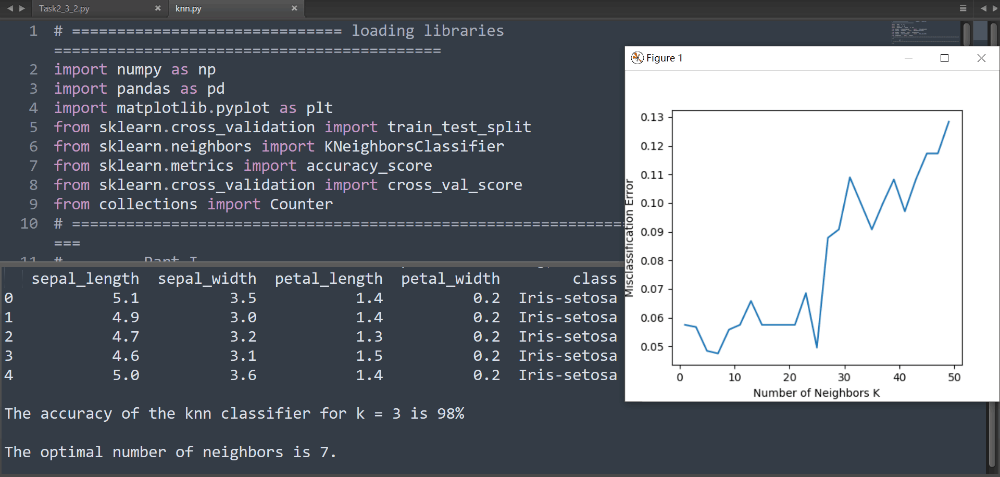 Task2_3_2.py
knn.py
1 # ============================== loading libraries
===========================================
2 import numpy as np
3 import pandas as pd
4 import matplotlib.pyplot as plt
5 from sklearn.cross_validation import train_test_split
6 from sklearn.neighbors import KNeighborsClassifier
7 from sklearn.metrics import accuracy_score
8 from sklearn.cross_validation import cross_val_score
9 from collections import Counter
10 # ==============================================================
===
11 # Part I
sepal_length sepal_width petal_length petal_width class
0 5.1 3.5 1.4 0.2 Iris-setosa
1 4.9 3.0 1.4 0.2 Iris-setosa
2 4.7 3.2 1.3 0.2 Iris-setosa
3 4.6 3.1 1.5 0.2 Iris-setosa
4 5.0 3.6 1.4 0.2 Iris-setosa
The accuracy of the knn classifier for k = 3 is 98%
The optimal number of neighbors is 7.
Figure 1
Misclassification Error
0.13
0.12
0.11
0.10
0.09
0.08
0.07
0.06
0.05
0 10 20 30 40 50
Number of Neighbors K